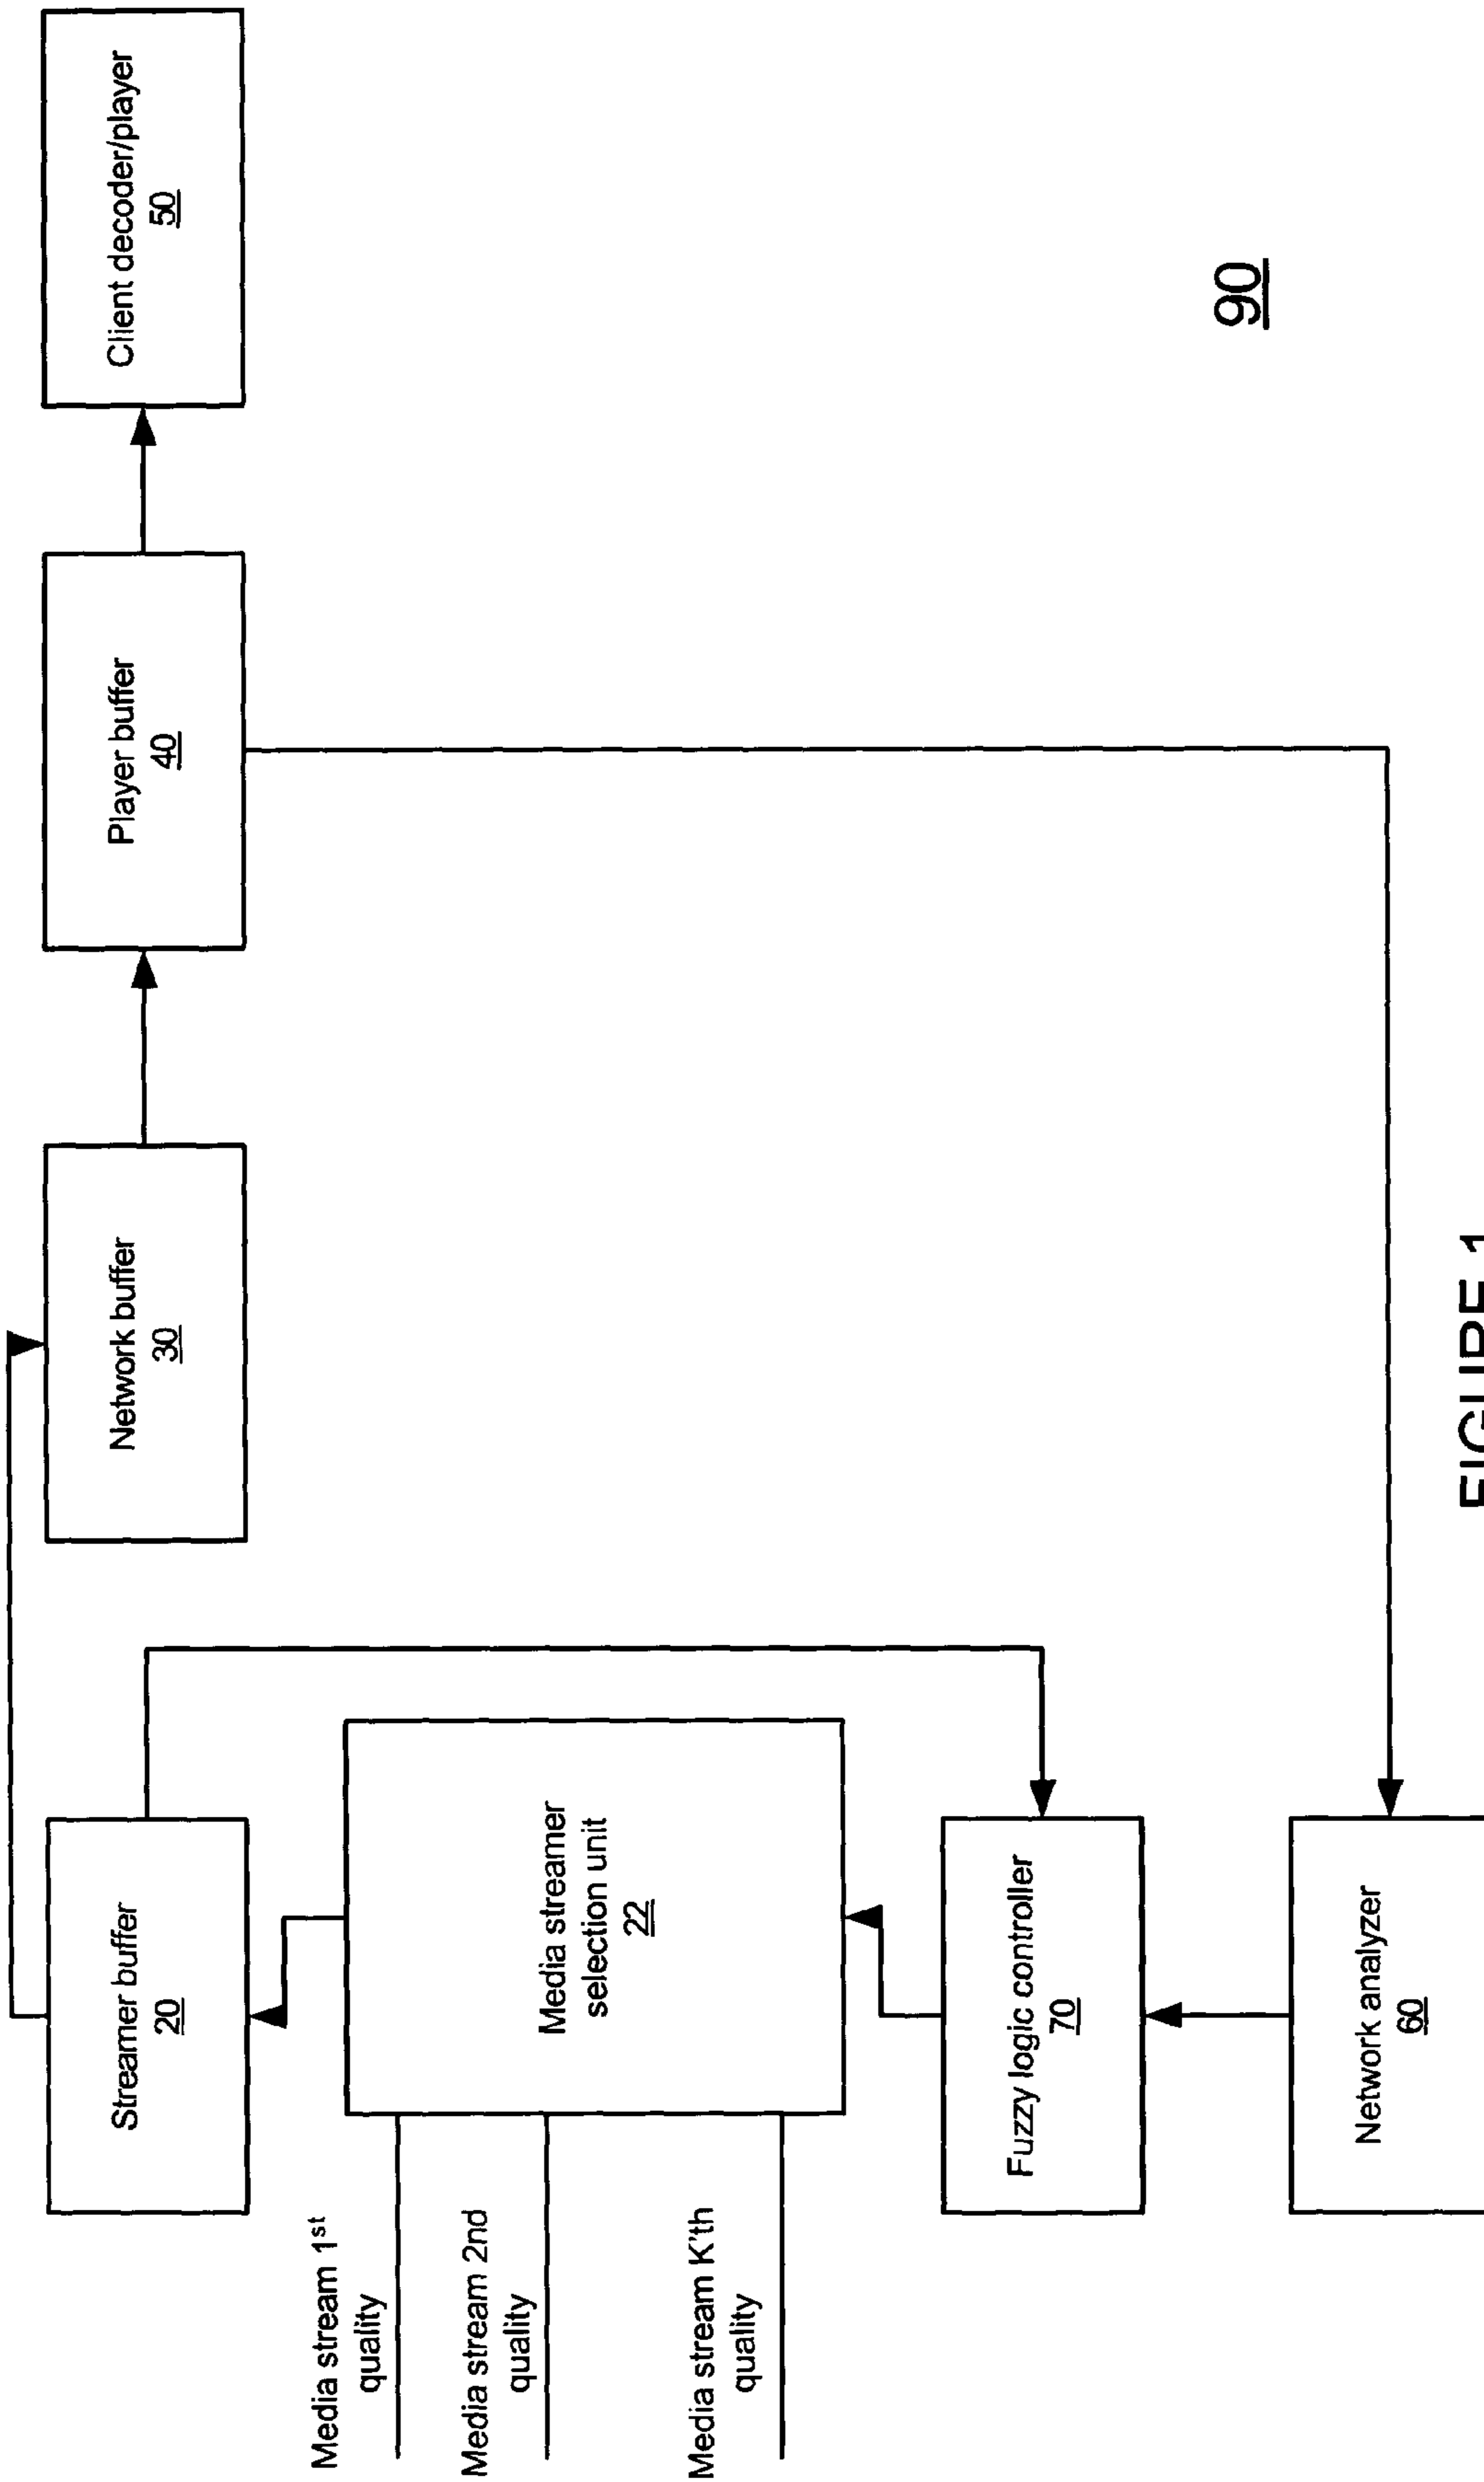 Streamer buffer
20
Network buffer
30
Player buffer
40
Client decoder/player
50
Media stream 1st
quality
Media stream 2nd
quality
Media stream K'th
quality
Media streamer
selection unit
22
Fuzzy logic controller
70
Network analyzer
60
90
FIGURE 1